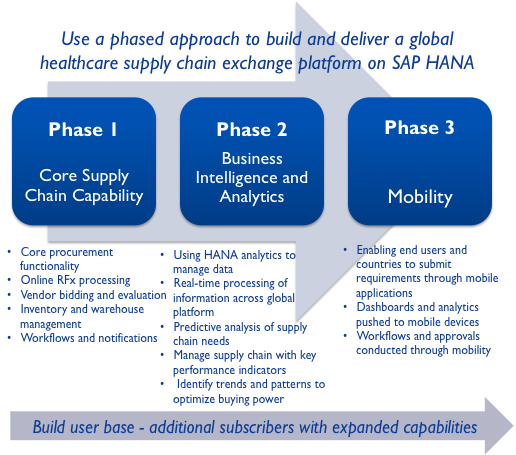 Use a phased approach to build and deliver a global
healthcare supply chain exchange platform on SAP HANA
Phase 1
Core Supply
Chain Capability
Phase 2
Business
Intelligence and
Analytics
Phase 3
Mobility
• Core procurement
functionality
• Online RFx processing
• Vendor bidding and evaluation
• Inventory and warehouse
management
• Workflows and notifications
• Using HANA analytics to
manage data
• Real-time processing of
information across global
platform
• Predictive analysis of supply
chain needs
• Manage supply chain with key
performance indicators
• Identify trends and patterns to
optimize buying power
• Enabling end users and
countries to submit
requirements through mobile
applications
• Dashboards and analytics
pushed to mobile devices
• Workflows and approvals
conducted through mobility
Build user base - additional subscribers with expanded capabilities